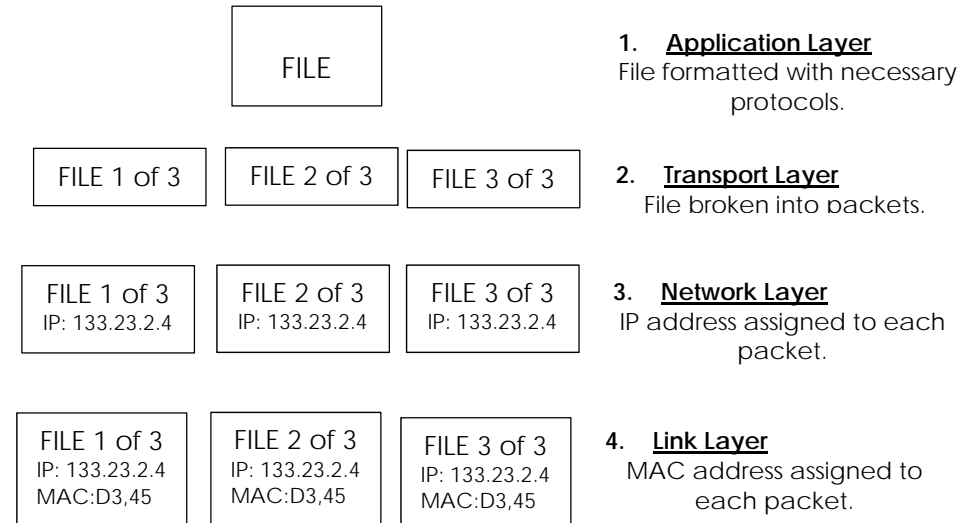 FILE
1. Application Layer
File formatted with necessary
protocols.
FILE 1 of 3
FILE 2 of 3
FILE 3 of 3
2. Transport Layer
File broken into packets.
FILE 1 of 3
IP: 133.23.2.4
FILE 2 of 3
IP: 133.23.2.4
FILE 3 of 3
IP: 133.23.2.4
3. Network Layer
IP address assigned to each
packet.
FILE 1 of 3
IP: 133.23.2.4
MAC:D3,45
FILE 2 of 3
IP: 133.23.2.4
MAC:D3,45
FILE 3 of 3
IP: 133.23.2.4
MAC:D3,45
4. Link Layer
MAC address assigned to
each packet.